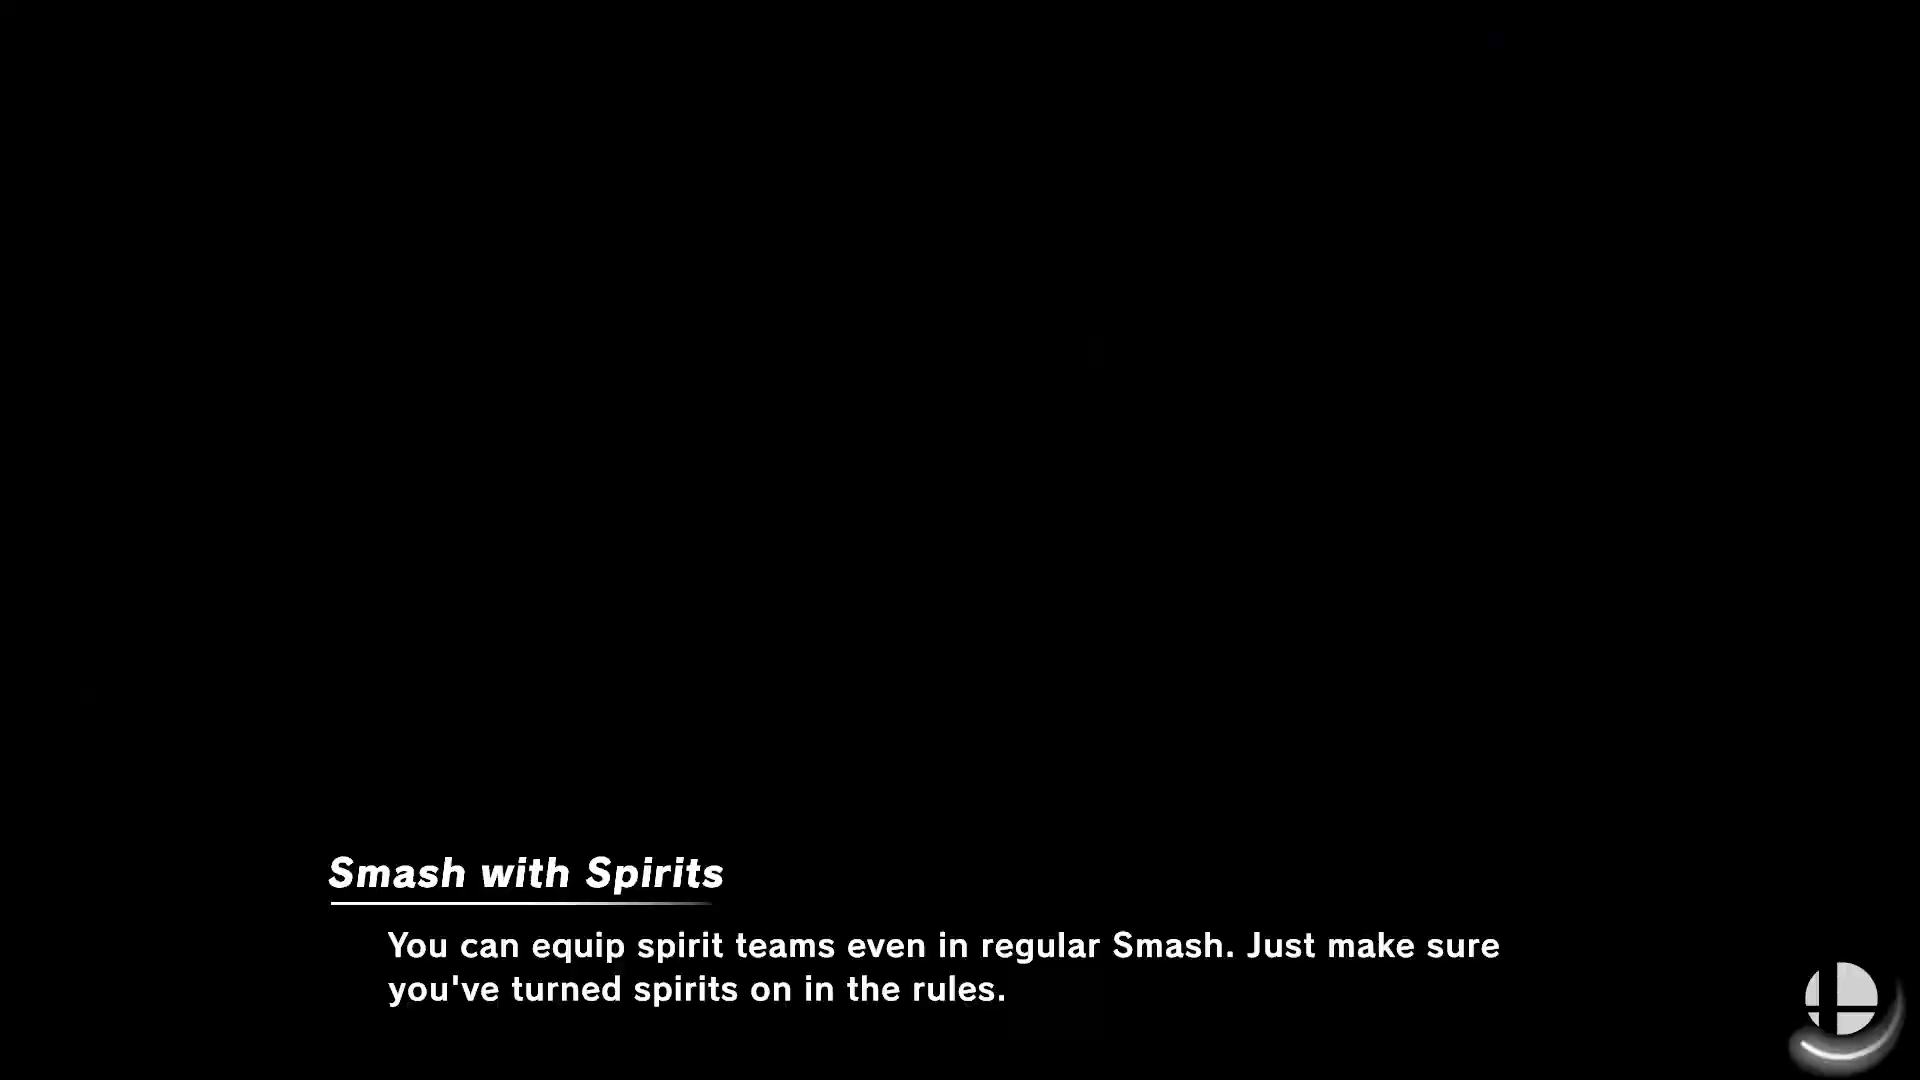 Smash with Spirits
You can equip spirit teams even in regular Smash. Just make sure
you've turned spirits on in the rules.